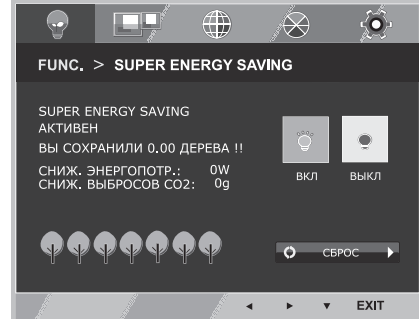 FUNC. > SUPER ENERGY SAVING
SUPER ENERGY SAVING
АКТИВЕН
ВЫ СОХРАНИЛИ 0.00 ДЕРЕВА !!
СНИЖ. ЭНЕРГОПОТР.: 0W
СНИЖ. ВЫБРОСОВ CO2: 0g
ВКЛ ВЫКЛ
СБРОС
EXIT